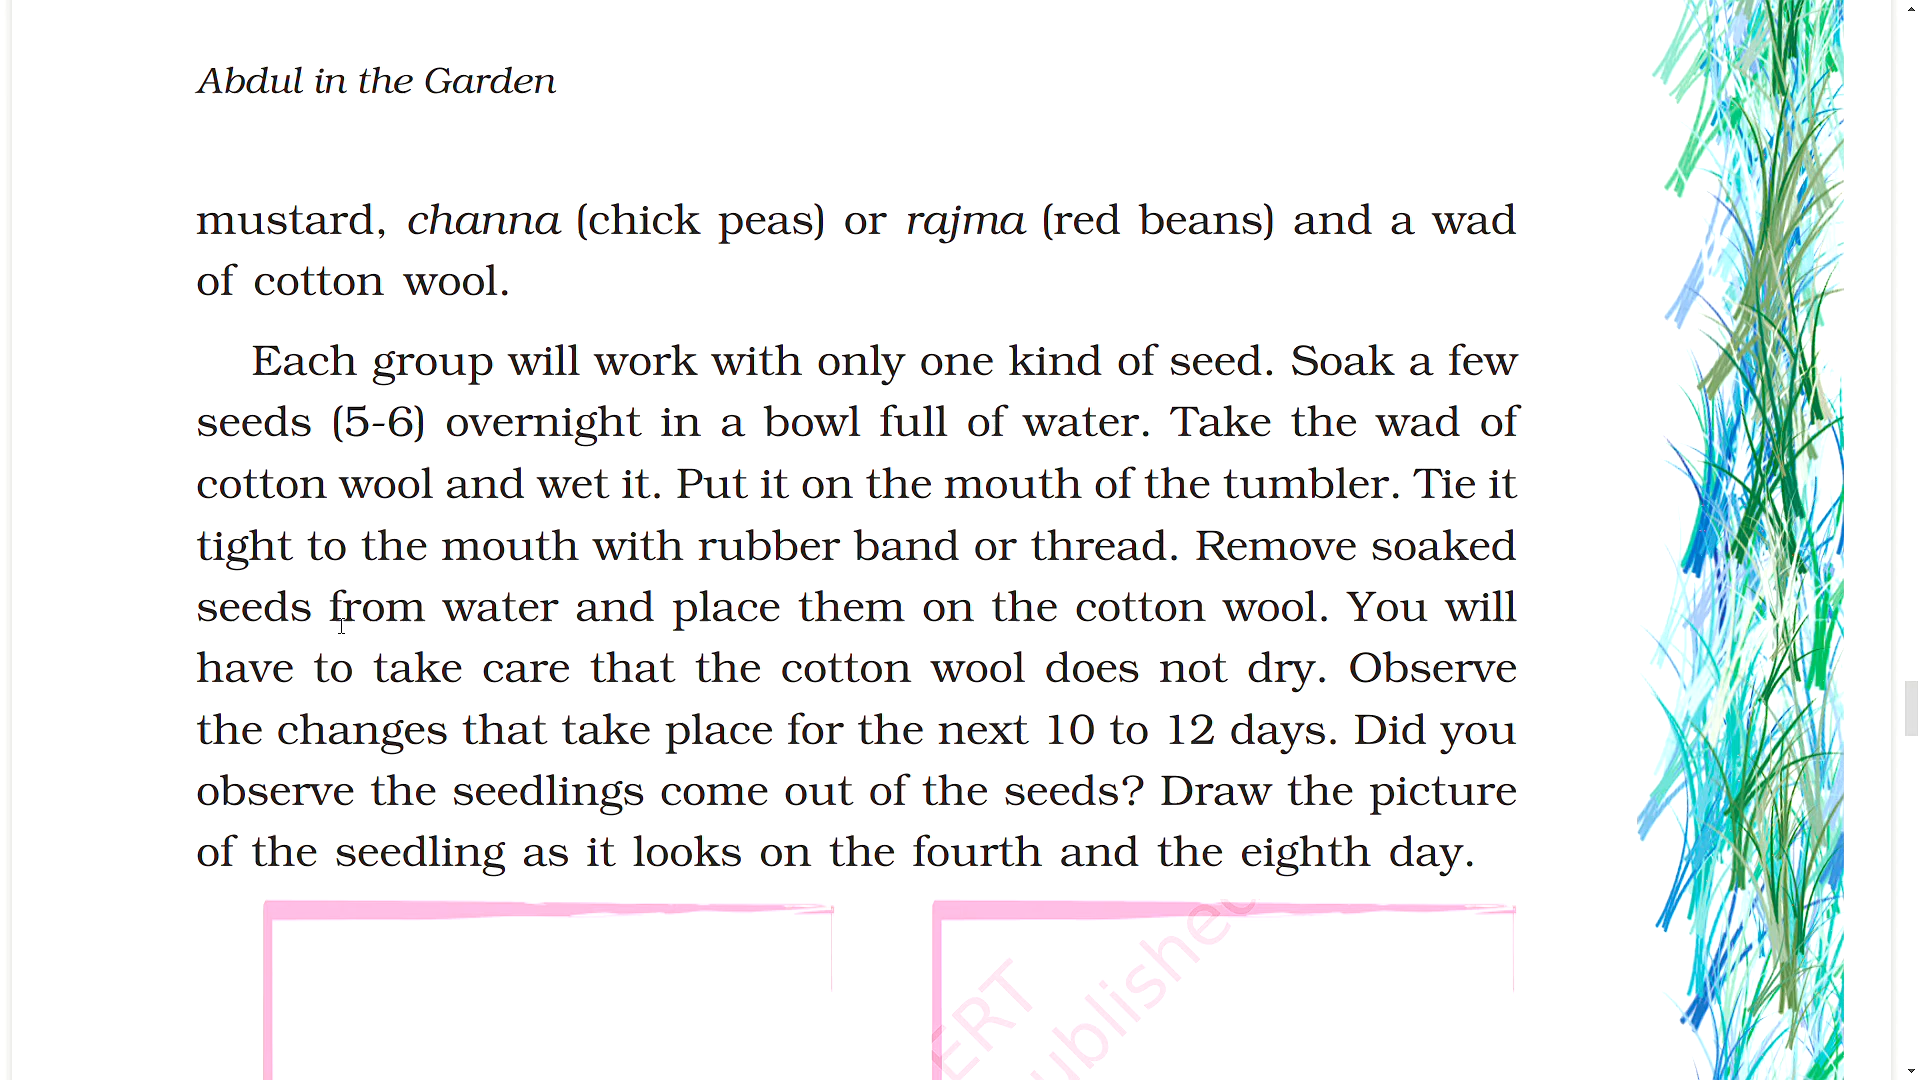 Abdul in the Garden
mustard, channa (chick peas) or rajma (red beans) and a wad
of cotton wool.
Each group will work with only one kind of seed. Soak a few
seeds (5-6) overnight in a bowl full of water. Take the wad of
cotton wool and wet it. Put it on the mouth of the tumbler. Tie it
tight to the mouth with rubber band or thread. Remove soaked
seeds from water and place them on the cotton wool. You will
have to take care that the cotton wool does not dry. Observe
the changes that take place for the next 10 to 12 days. Did you
observe the seedlings come out of the seeds? Draw the picture
of the seedling as it looks on the fourth and the eighth day.